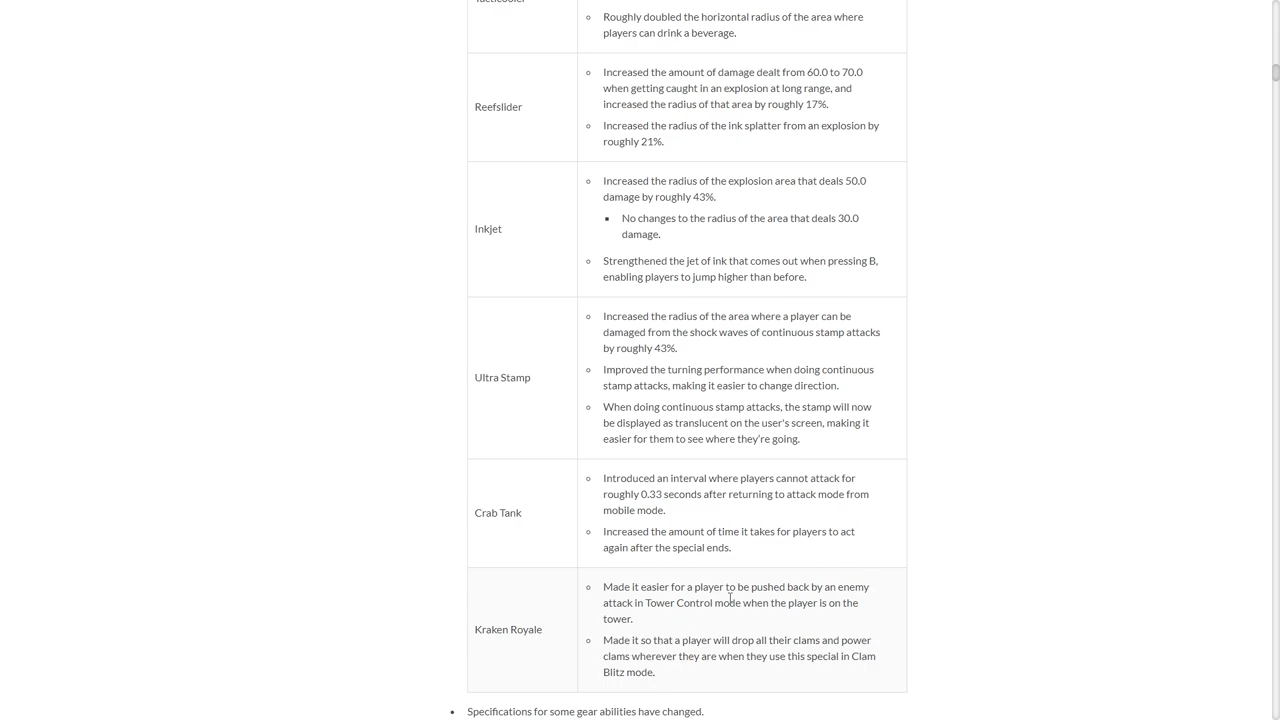 Tacticooler
Roughly doubled the horizontal radius of the area where
players can drink a beverage.
Reefslider
Increased the amount of damage dealt from 60.0 to 70.0
when getting caught in an explosion at long range, and
increased the radius of that area by roughly 17%.
Increased the radius of the ink splatter from an explosion by
roughly 21%.
Inkjet
Increased the radius of the explosion area that deals 50.0
damage by roughly 43%.
No changes to the radius of the area that deals 30.0
damage.
Strengthened the jet of ink that comes out when pressing B,
enabling players to jump higher than before.
Ultra Stamp
Increased the radius of the area where a player can be
damaged from the shock waves of continuous stamp attacks
by roughly 43%.
Improved the turning performance when doing continuous
stamp attacks, making it easier to change direction.
When doing continuous stamp attacks, the stamp will now
be displayed as translucent on the user's screen, making it
easier for them to see where they're going.
Crab Tank
Introduced an interval where players cannot attack for
roughly 0.33 seconds after returning to attack mode from
mobile mode.
Increased the amount of time it takes for players to act
again after the special ends.
Kraken Royale
Made it easier for a player to be pushed back by an enemy
attack in Tower Control mode when the player is on the
tower.
Made it so that a player will drop all their clams and power
clams wherever they are when they use this special in Clam
Blitz mode.
Specifications for some gear abilities have changed.